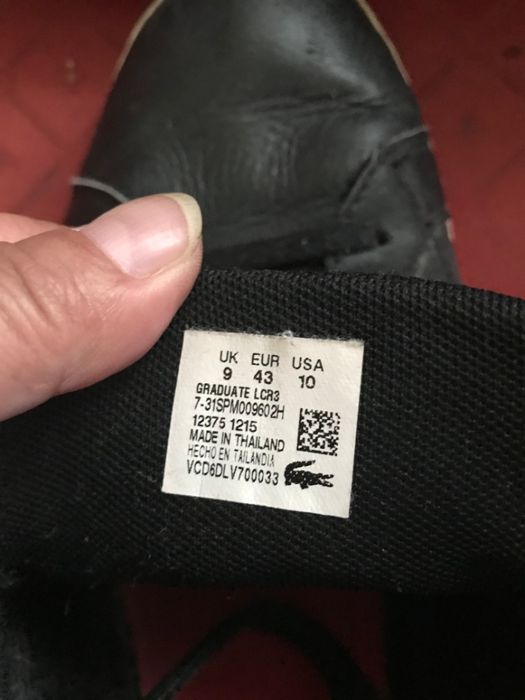 UK EUR USA
9 43 10
GRADUATE LCR3
7-31SPM009602H
12375 1215
MADE IN THAILAND
HECHO EN TAILANDIA
VCD6DLV700033